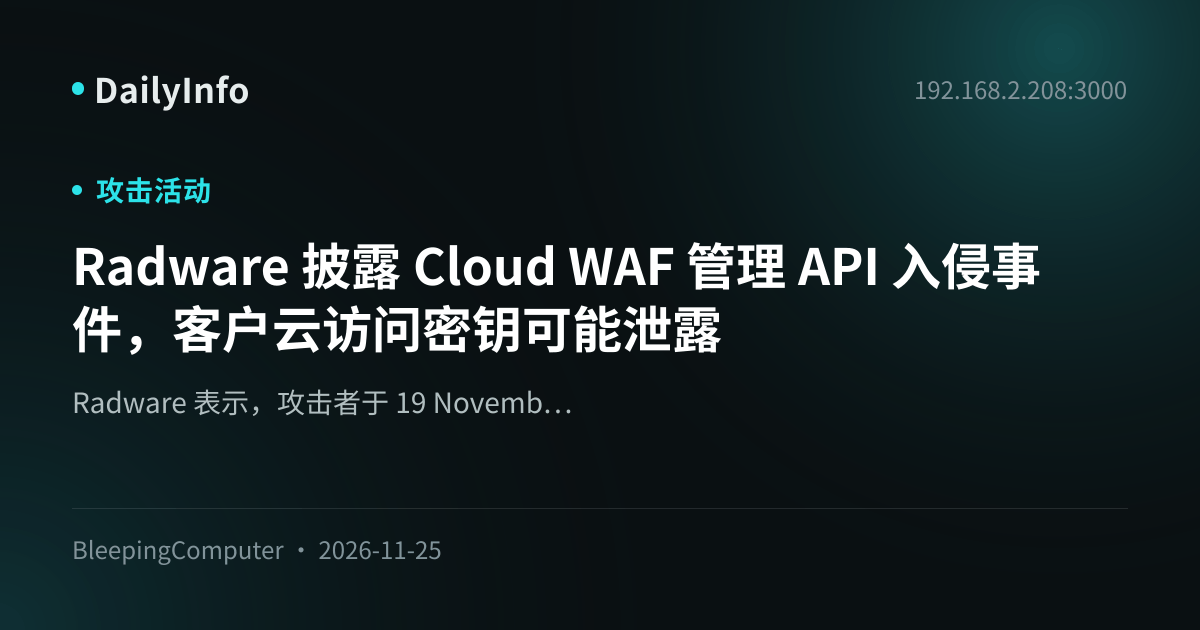 DailyInfo
192.168.2.208:3000
攻击活动
Radware 披露 Cloud WAF 管理 API 入侵事
件，客户云访问密钥可能泄露
Radware 表示，攻击者于 19 Novemb…
BleepingComputer · 2026-11-25